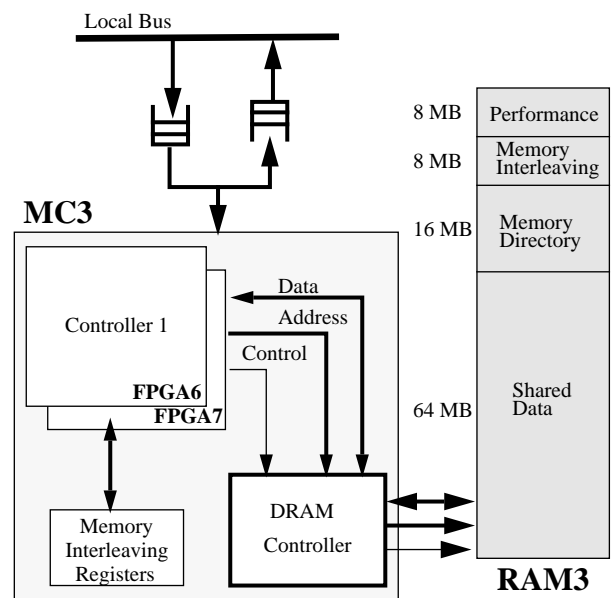 Local Bus
8 MB
Performance
8 MB
Memory
Interleaving
MC3
16 MB
Memory
Directory
Data
Controller 1
Address
Control
FPGA6
FPGA7
64 MB
Shared
Data
DRAM
Controller
Memory
Interleaving
Registers
RAM3